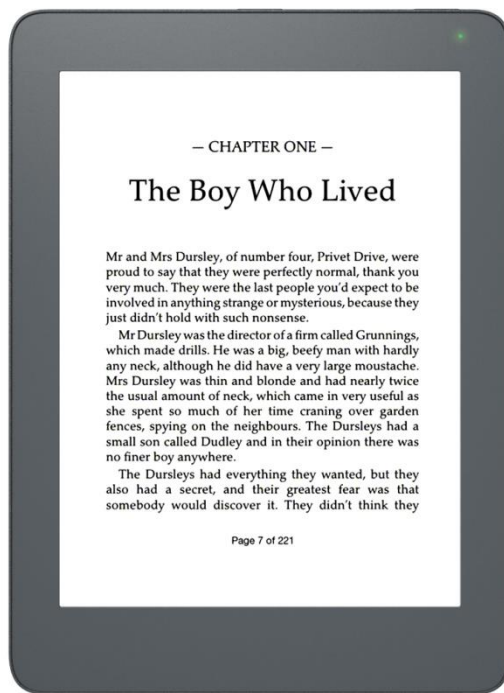 — CHAPTER ONE —
The Boy Who Lived
Mr and Mrs Dursley, of number four, Privet Drive, were
proud to say that they were perfectly normal, thank you
very much. They were the last people you'd expect to be
involved in anything strange or mysterious, because they
just didn't hold with such nonsense.
Mr Dursley was the director of a firm called Grunnings,
which made drills. He was a big, beefy man with hardly
any neck, although he did have a very large moustache.
Mrs Dursley was thin and blonde and had nearly twice
the usual amount of neck, which came in very useful as
she spent so much of her time craning over garden
fences, spying on the neighbours. The Dursleys had a
small son called Dudley and in their opinion there was
no finer boy anywhere.
The Dursleys had everything they wanted, but they
also had a secret, and their greatest fear was that
somebody would discover it. They didn't think they
Page 7 of 221